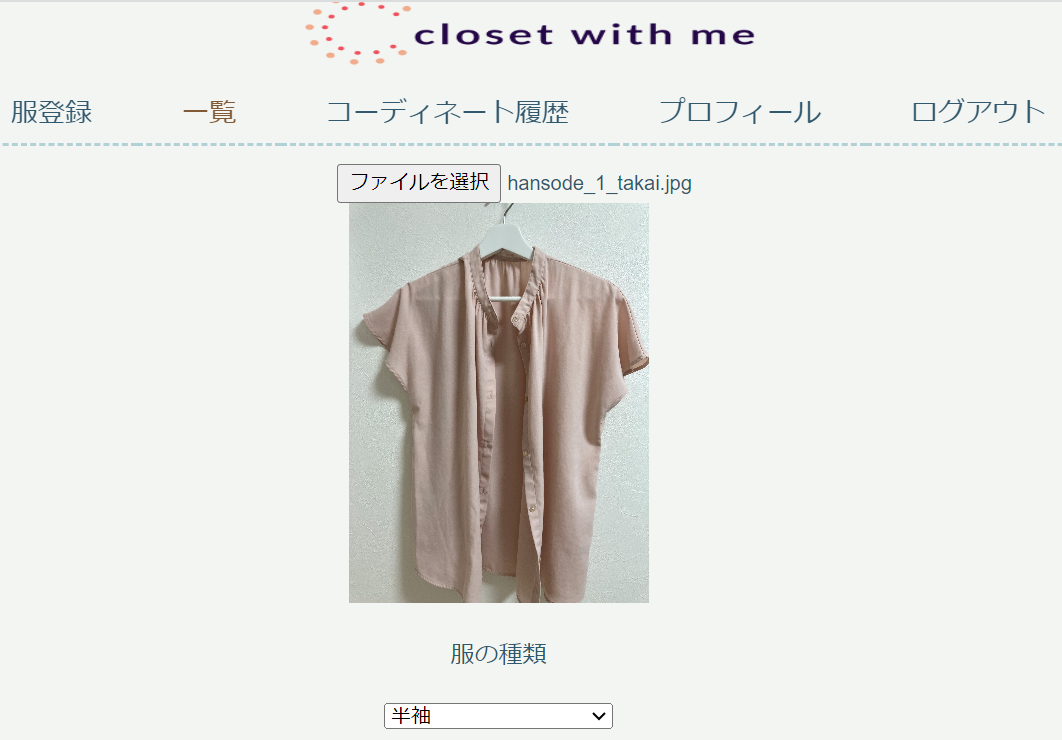 closet with me
服登録 一覧 コーディネート履歴 プロフィール ログアウト
ファイルを選択 hansode_1_takai.jpg
服の種類
半袖